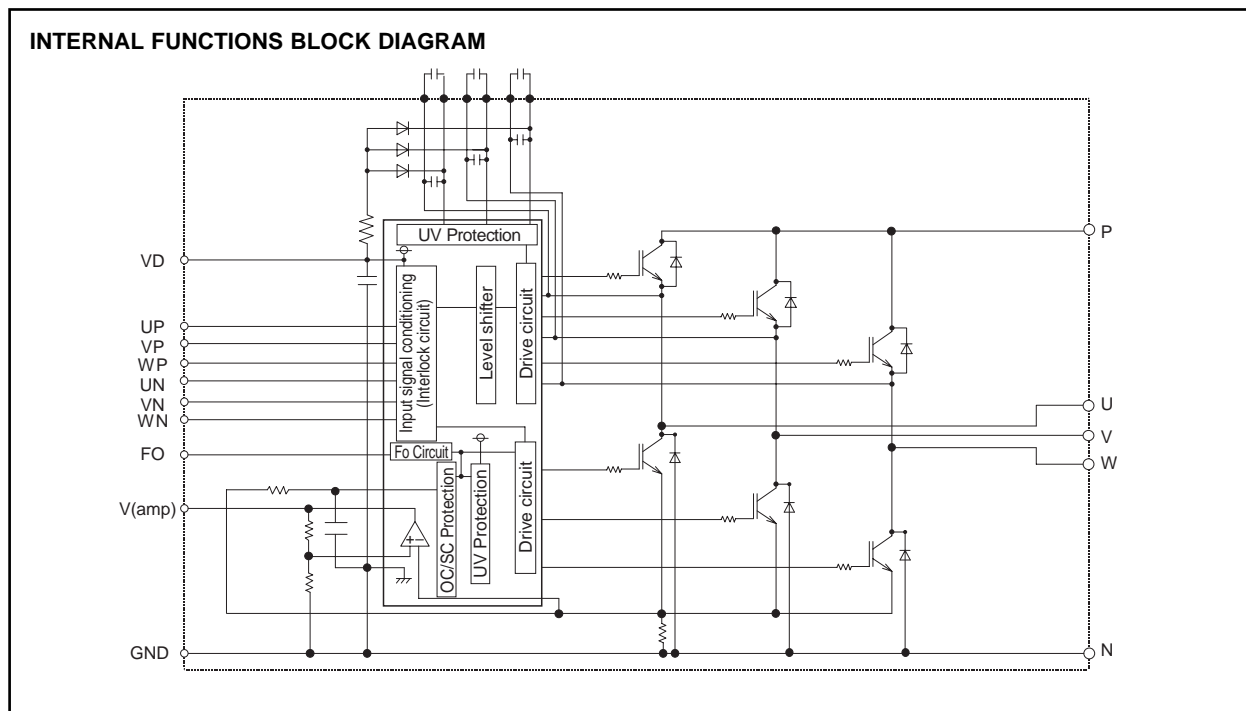 INTERNAL FUNCTIONS BLOCK DIAGRAM
UV Protection
P
VD
Input signal conditioning
(Interlock circuit)
Level shifter
Drive circuit
UP
VP
WP
UN
VN
WN
U
V
W
FO
Fo Circuit
V(amp)
+−
OC/SC Protection
UV Protection
Drive circuit
GND
N